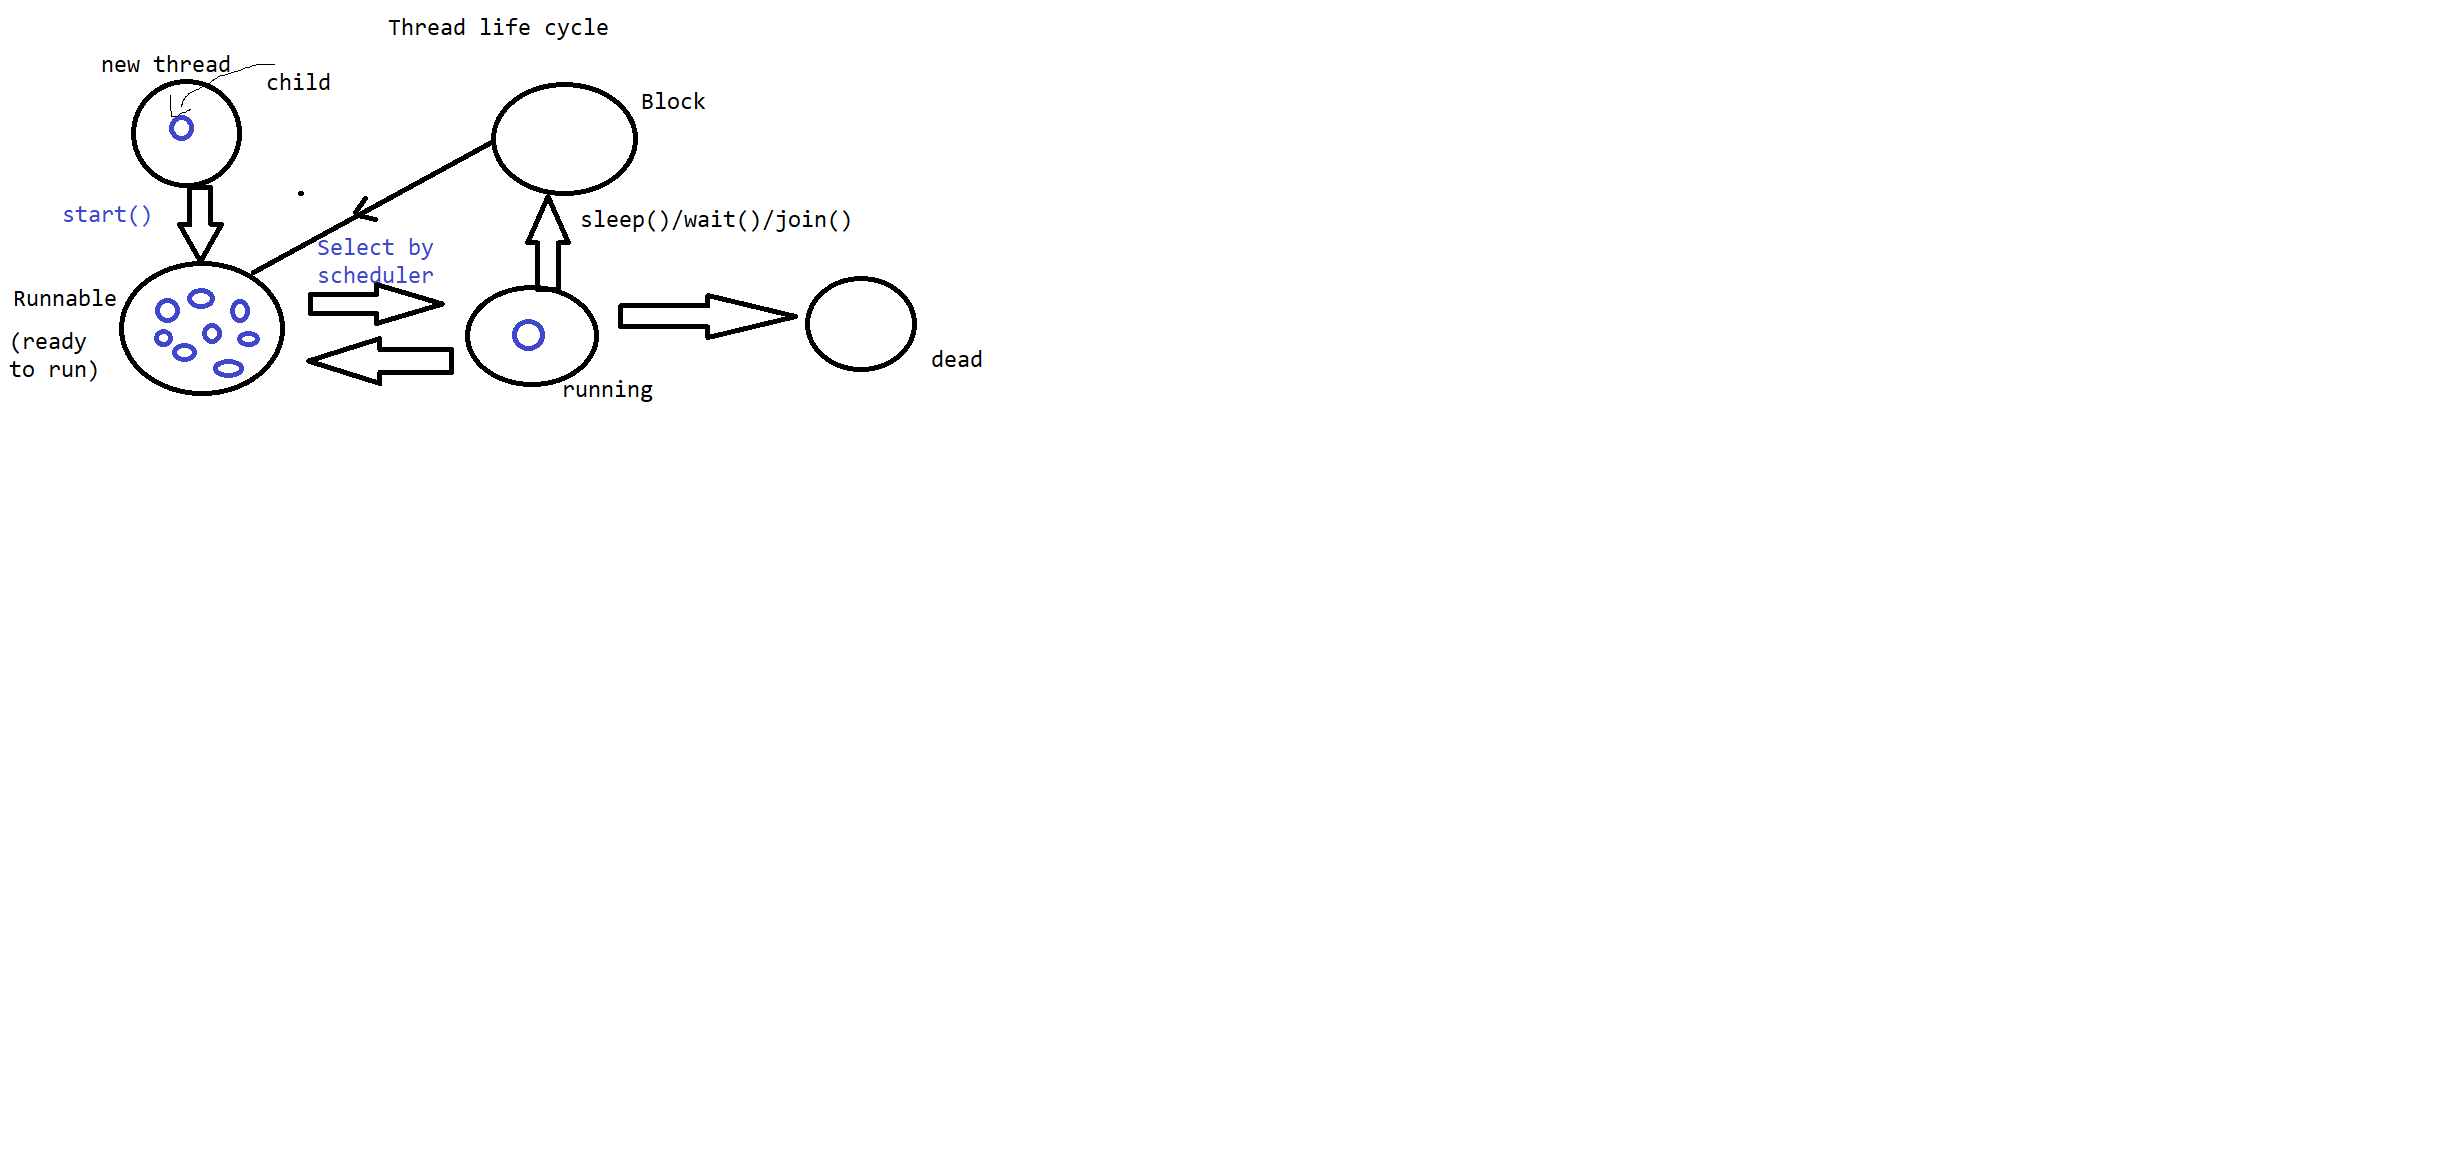 Thread life cycle
new thread
child
Block
start()
sleep()/wait()/join()
Select by
scheduler
Runnable
(ready
to run)
dead
running